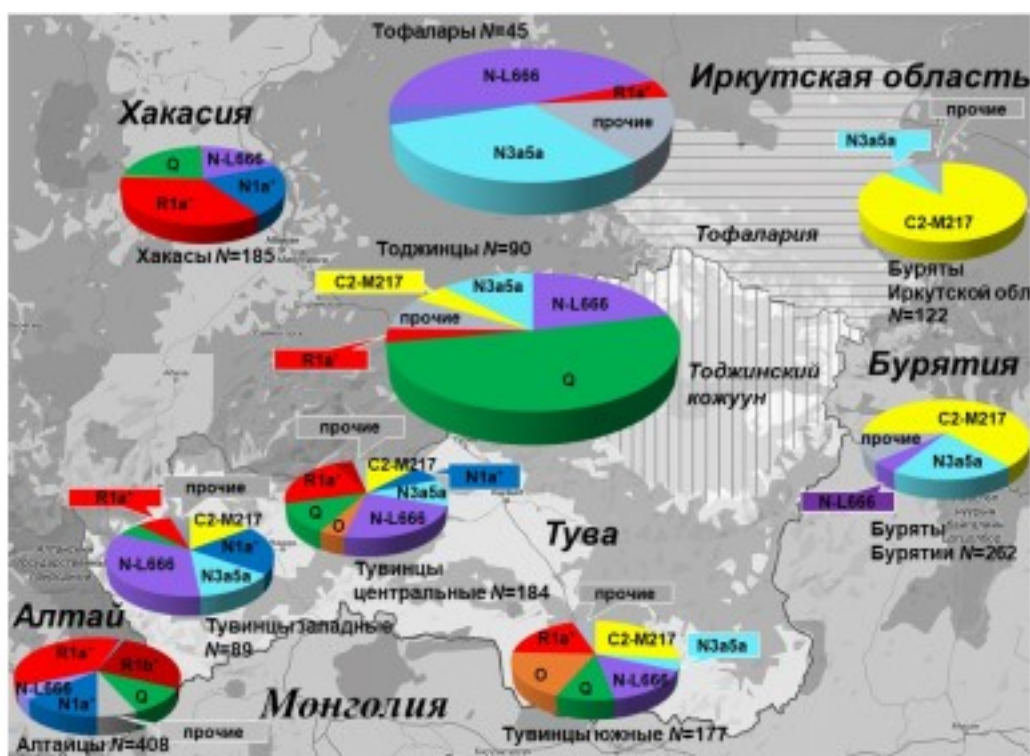 Тофалары N=45
N-L666
R1a*
прочие
N3a5a
Иркутская область
прочие
N3a5a
C2-M217
Буряты
Иркутской обл
N=122
Хакасия
Q
N-L666
N1a*
R1a*
Хакасы N=185
Тофалария
Тоджинцы N=90
C2-M217
N3a5a
N-L666
прочие
R1a*
Q
Тоджинский
кожуун
Бурятия
C2-M217
прочие
N3a5a
N-L666
Буряты
Бурятии N=262
прочие
R1a*
C2-M217
N1a*
N3a5a
Q
O
N-L666
Тувинцы
центральные N=184
Тува
R1a*
прочие
C2-M217
N1a*
N-L666
N3a5a
Тувинцы западные
N=89
Алтай
R1a*
R1b*
N-L666
N1a*
Q
прочие
Алтайцы N=408
Монголия
прочие
R1a*
C2-M217
N3a5a
O
Q
N-L666
Тувинцы южные N=177